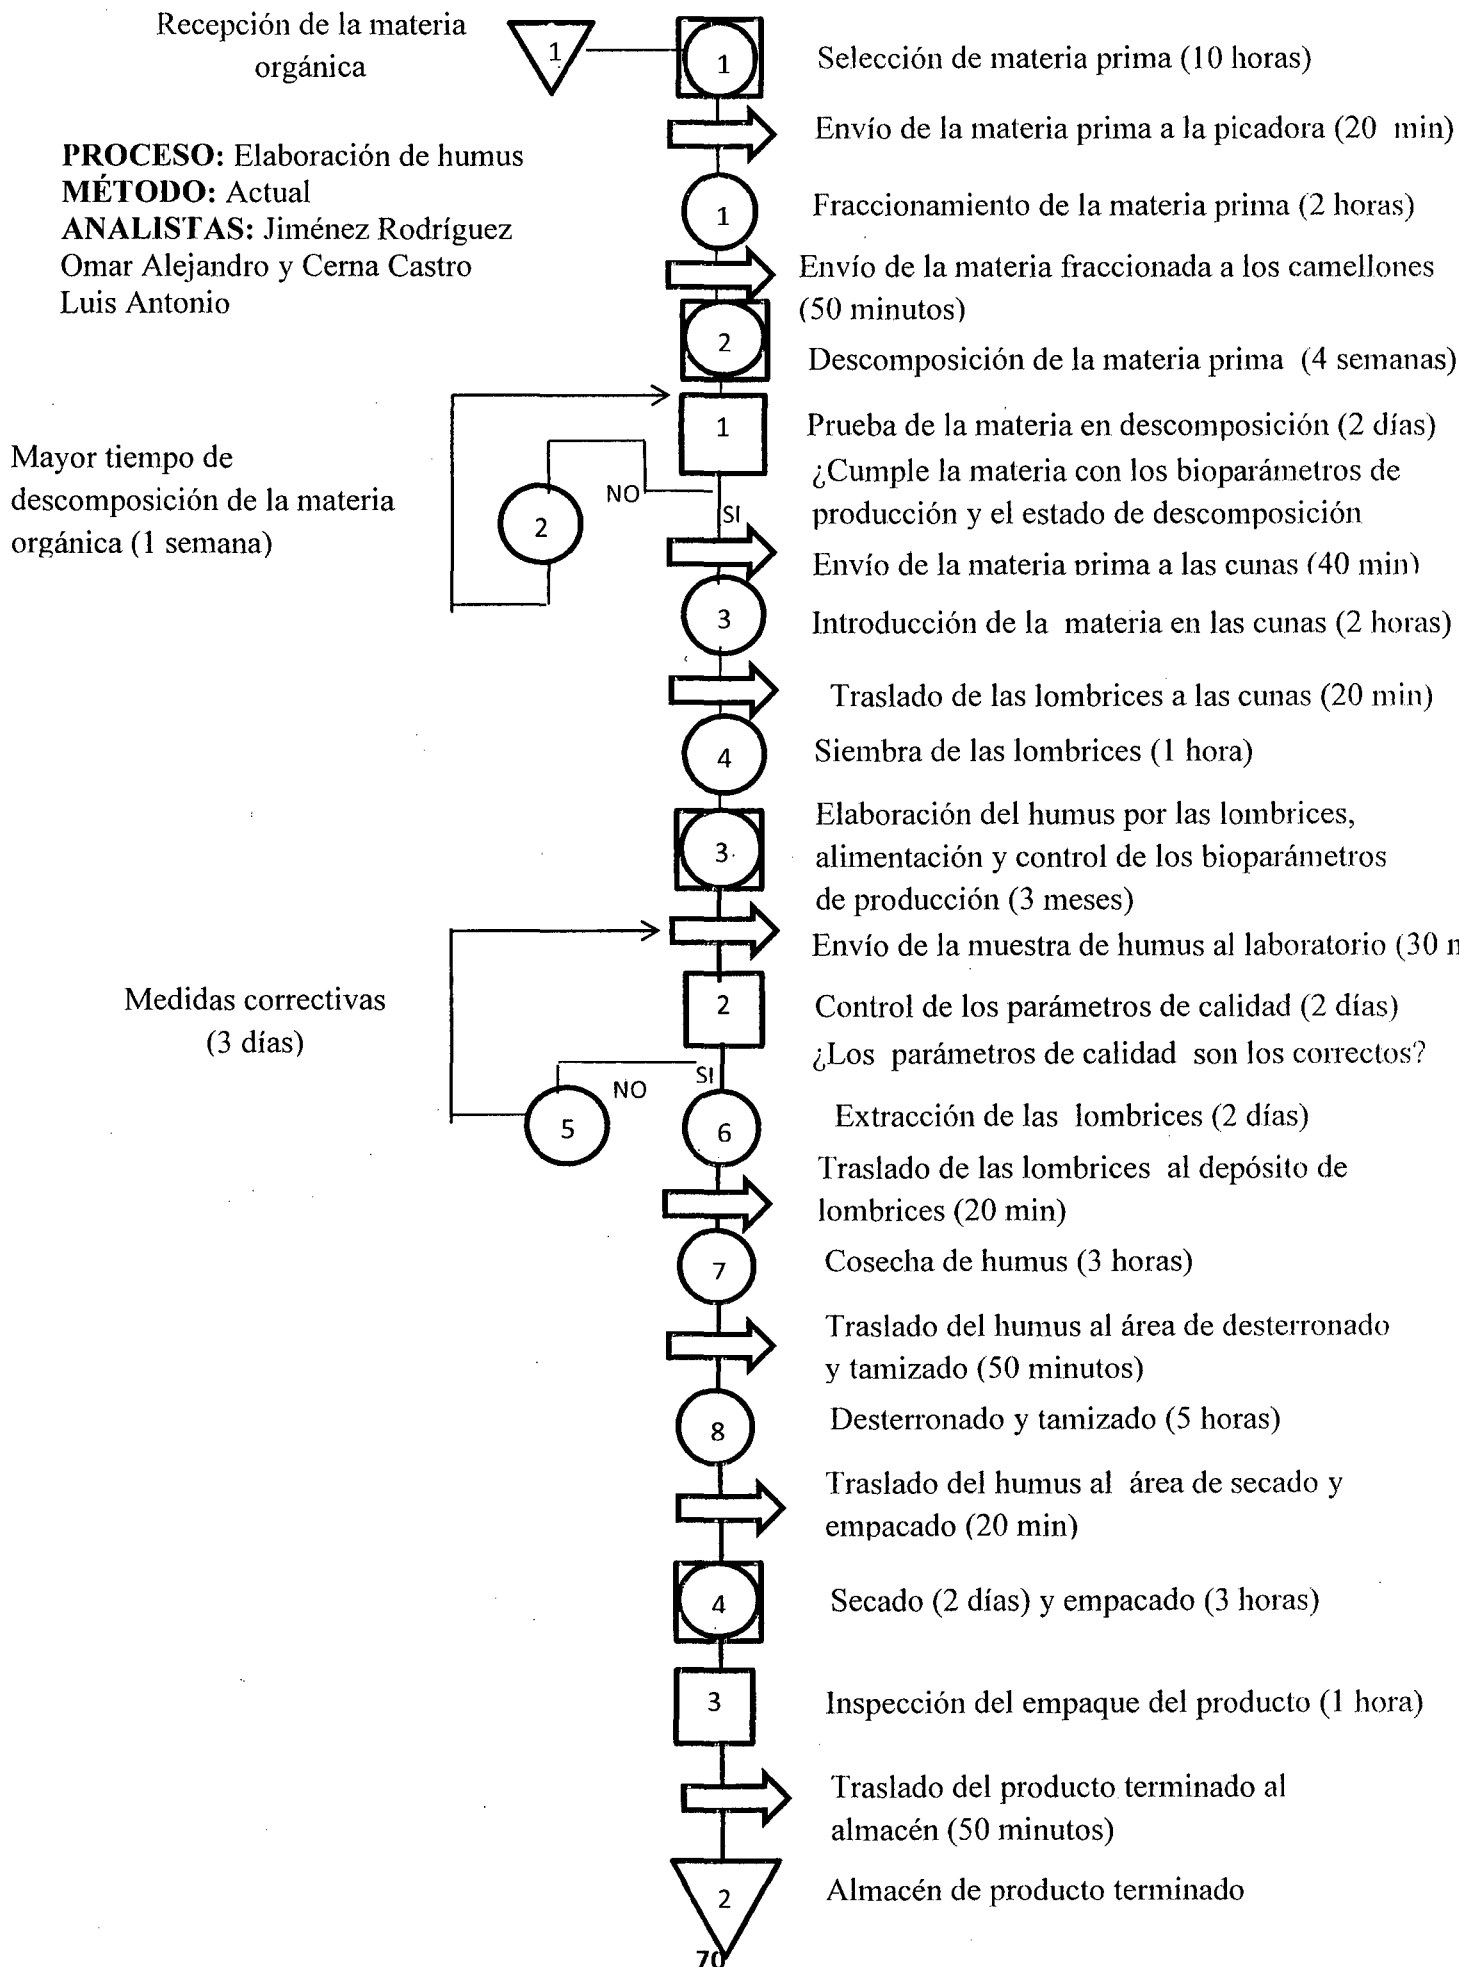 Recepción de la materia
orgánica
1
1
Selección de materia prima (10 horas)
Envío de la materia prima a la picadora (20 min)
PROCESO: Elaboración de humus
MÉTODO: Actual
ANALISTAS: Jiménez Rodríguez
Omar Alejandro y Cerna Castro
Luis Antonio
1
Fraccionamiento de la materia prima (2 horas)
Envío de la materia fraccionada a los camellones
(50 minutos)
2
Descomposición de la materia prima (4 semanas)
1
Prueba de la materia en descomposición (2 días)
¿Cumple la materia con los bioparámetros de
producción y el estado de descomposición
Mayor tiempo de
descomposición de la materia
orgánica (1 semana)
2
NO
SI
Envío de la materia prima a las cunas (40 min)
3
Introducción de la materia en las cunas (2 horas)
Traslado de las lombrices a las cunas (20 min)
4
Siembra de las lombrices (1 hora)
3
Elaboración del humus por las lombrices,
alimentación y control de los bioparámetros
de producción (3 meses)
Envío de la muestra de humus al laboratorio (30
Medidas correctivas
(3 días)
2
Control de los parámetros de calidad (2 días)
¿Los parámetros de calidad son los correctos?
NO
SI
5
6
Extracción de las lombrices (2 días)
Traslado de las lombrices al depósito de
lombrices (20 min)
7
Cosecha de humus (3 horas)
Traslado del humus al área de desterronado
y tamizado (50 minutos)
8
Desterronado y tamizado (5 horas)
Traslado del humus al área de secado y
empacado (20 min)
4
Secado (2 días) y empacado (3 horas)
3
Inspección del empaque del producto (1 hora)
Traslado del producto terminado al
almacén (50 minutos)
2
Almacén de producto terminado
70